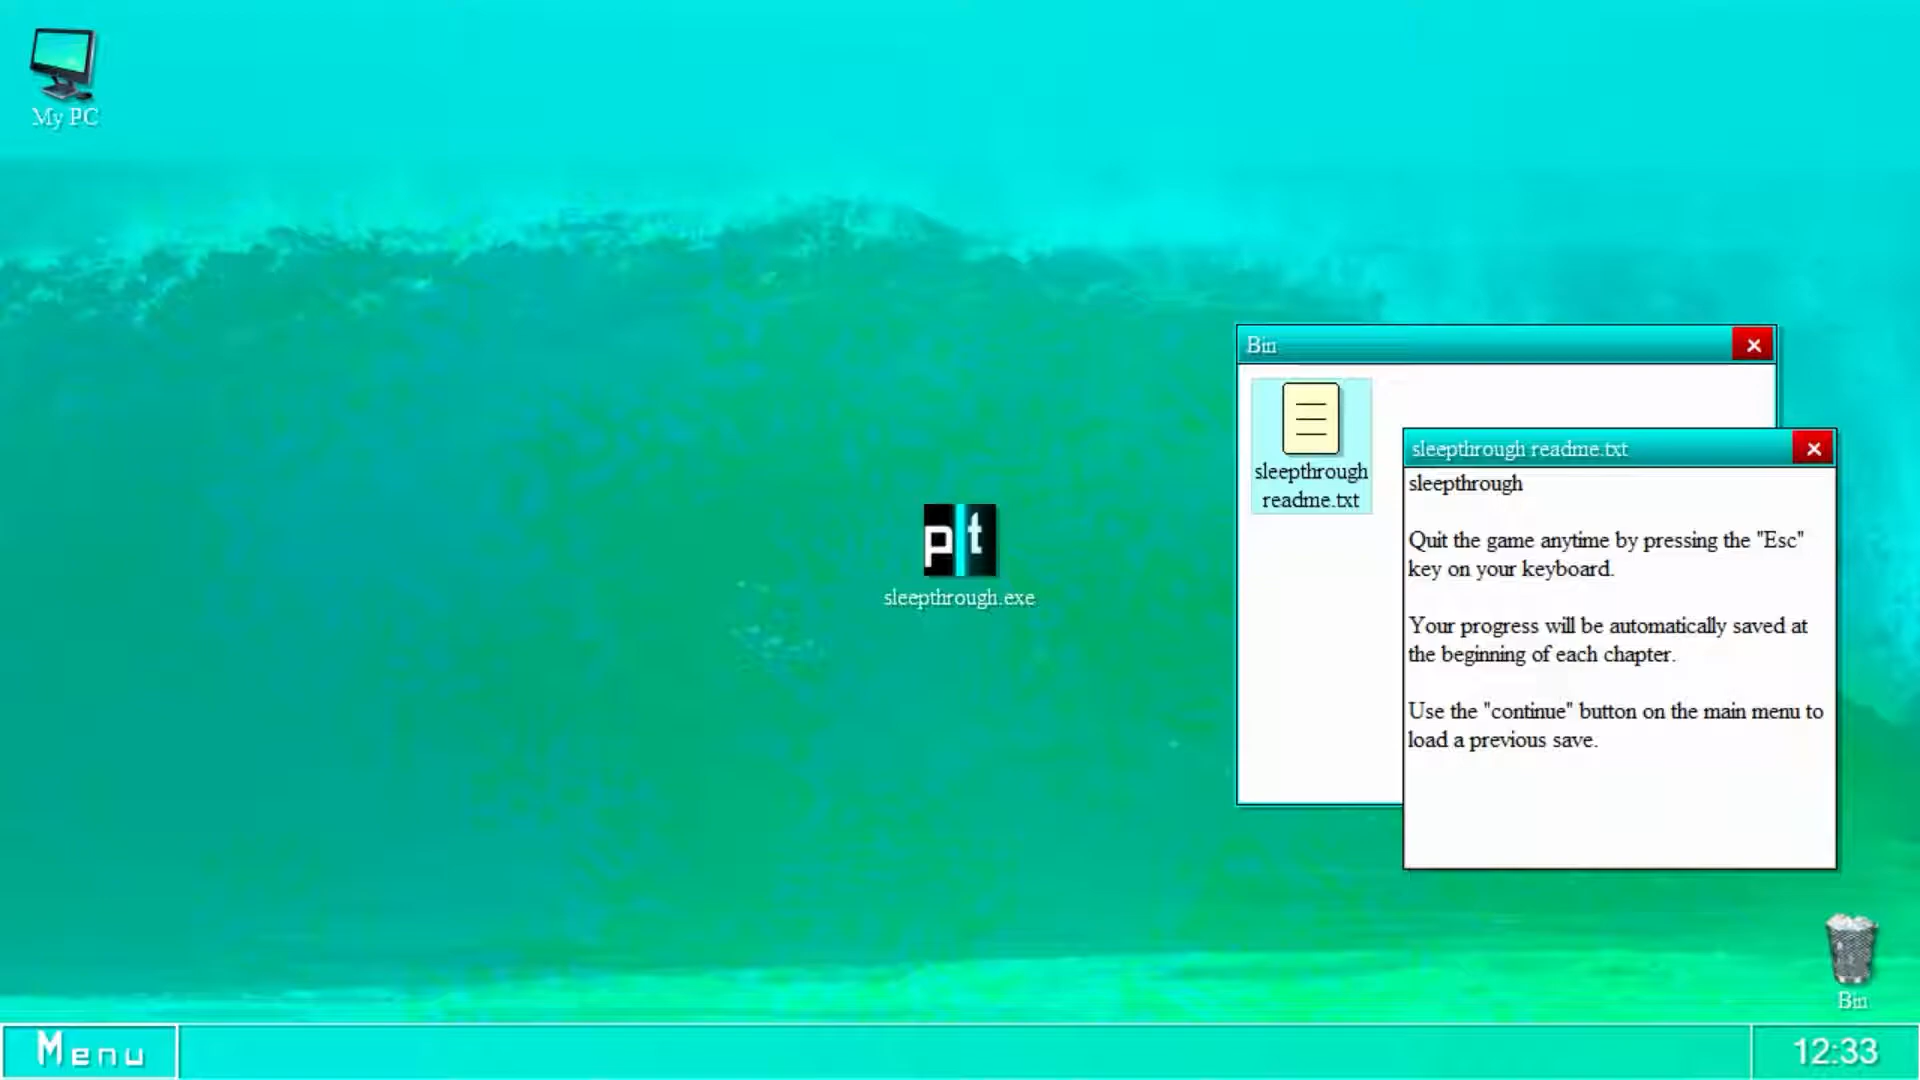 My PC
Bin
sleepthrough
readme.txt
sleepthrough readme.txt
sleepthrough
Quit the game anytime by pressing the "Esc"
key on your keyboard.
Your progress will be automatically saved at
the beginning of each chapter.
Use the "continue" button on the main menu to
load a previous save.
p t
sleepthrough.exe
Bin
Menu
12:33